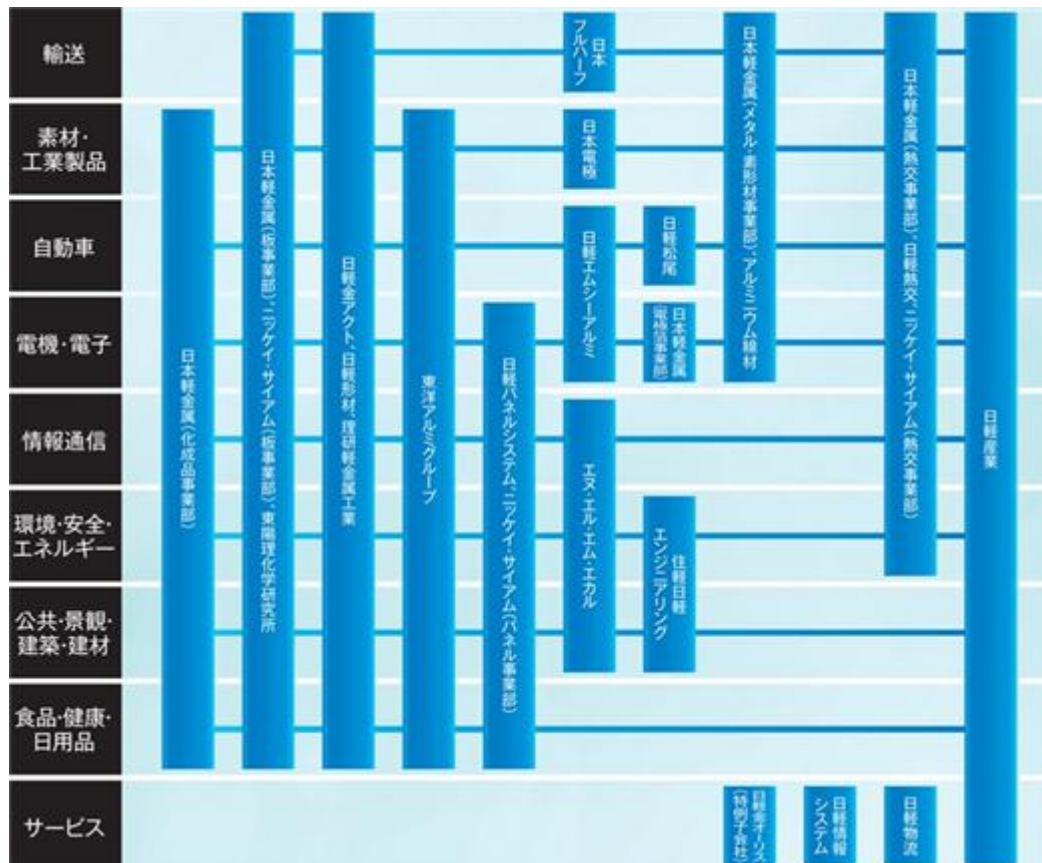 輸送
素材・
工業製品
自動車
電機・電子
情報通信
環境・安全・
エネルギー
公共・景観・
建築・建材
食品・健康・
日用品
サービス
日本軽金属(化成品事業部)
日本軽金属(板事業部)、ニッケイ・サイアム(板事業部)、東陽理化学研究所
日軽金アクト、日軽形材、理研軽金属工業
東洋アルミグループ
日軽パネルシステム、ニッケイ・サイアム(パネル事業部)
日本
フルハーフ
日本電極
日軽エムシーアルミ
エヌ・エル・エム・エカル
日軽松尾
日本軽金属
(電極箔事業部)
住軽日軽
エンジニアリング
日本軽金属(メタル・素形材事業部)、アルミニウム線材
日軽金オーリス
(特例子会社)
日軽情報
システム
日本軽金属(熱交事業部)、日軽熱交、ニッケイ・サイアム(熱交事業部)
日軽物流
日軽産業